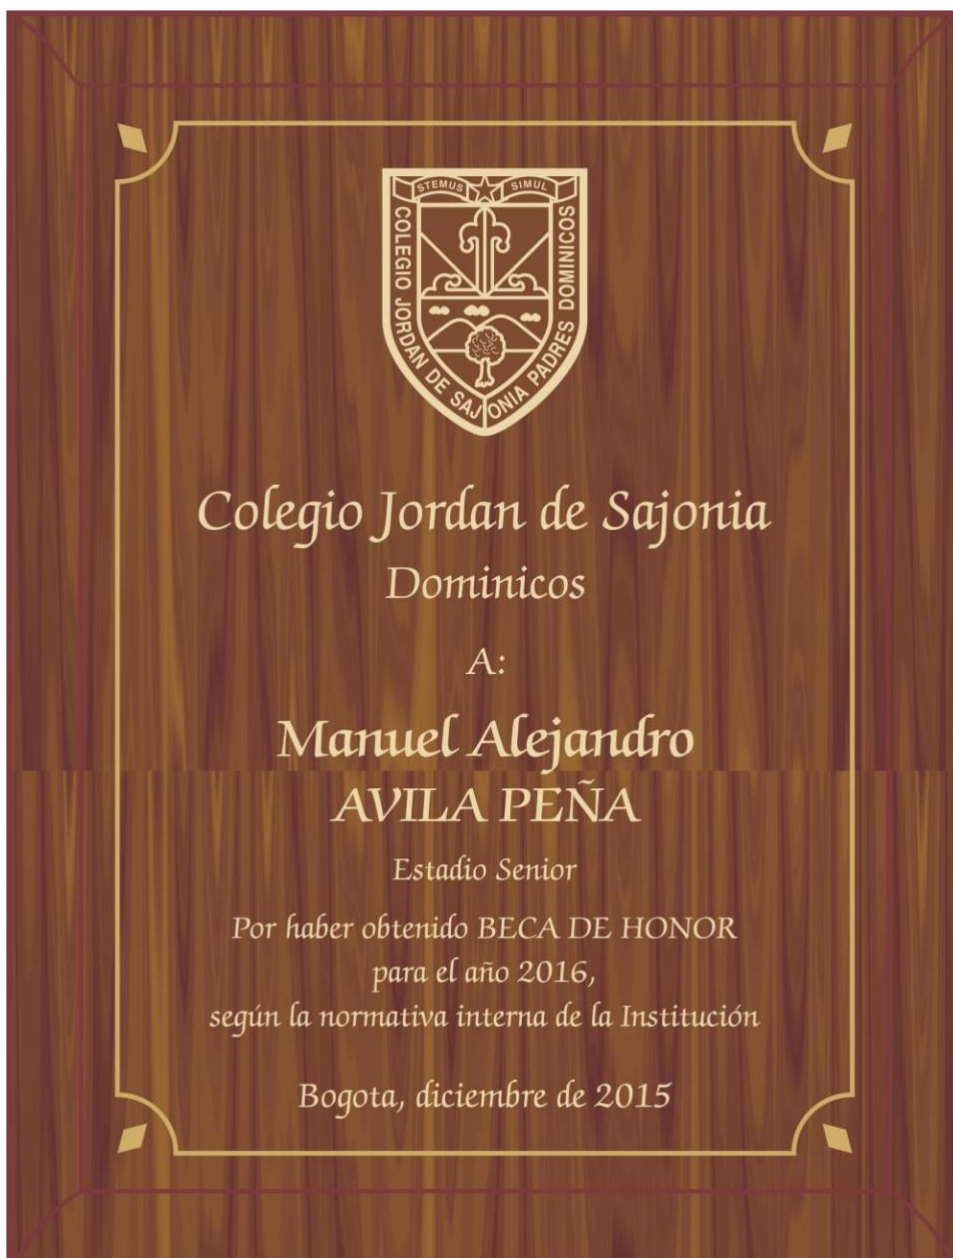 STEMUS SIMUL
COLEGIO JORDAN DE SAJONIA PADRES DOMINICOS
Colegio Jordan de Sajonia
Dominicos
A:
Manuel Alejandro
AVILA PEÑA
Estadio Senior
Por haber obtenido BECA DE HONOR
para el año 2016,
según la normativa interna de la Institución
Bogota, diciembre de 2015